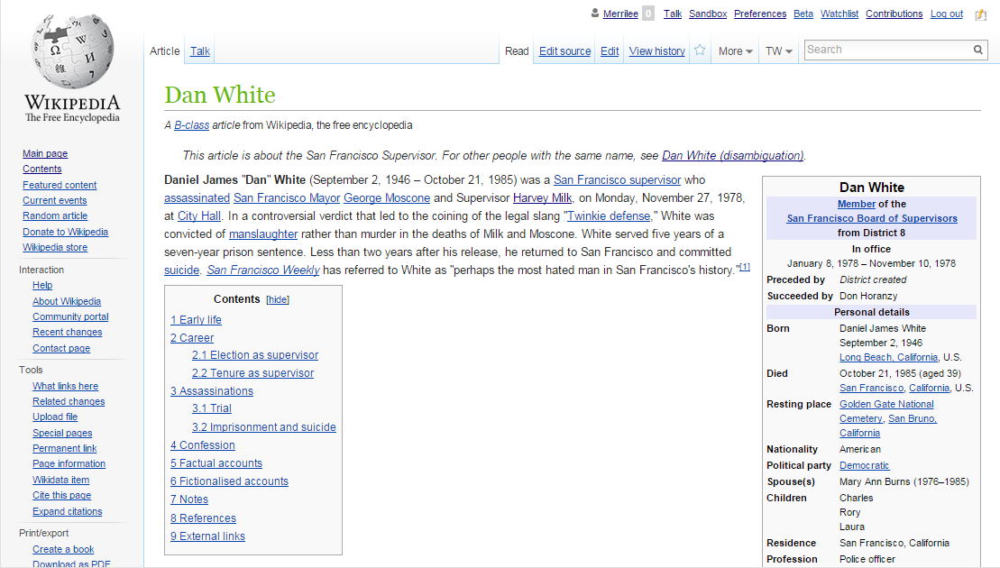 Merrilee 0 Talk Sandbox Preferences Beta Watchlist Contributions Log out
Article Talk Read Edit source Edit View history More TW Search
WIKIPEDIA
The Free Encyclopedia
Main page
Contents
Featured content
Current events
Random article
Donate to Wikipedia
Wikipedia store
Interaction
Help
About Wikipedia
Community portal
Recent changes
Contact page
Tools
What links here
Related changes
Upload file
Special pages
Permanent link
Page information
Wikidata item
Cite this page
Expand citations
Print/export
Create a book
Download as PDF
Dan White
A B-class article from Wikipedia, the free encyclopedia
This article is about the San Francisco Supervisor. For other people with the same name, see Dan White (disambiguation).
Daniel James "Dan" White (September 2, 1946 – October 21, 1985) was a San Francisco supervisor who
assassinated San Francisco Mayor George Moscone and Supervisor Harvey Milk, on Monday, November 27, 1978,
at City Hall. In a controversial verdict that led to the coining of the legal slang "Twinkie defense," White was
convicted of manslaughter rather than murder in the deaths of Milk and Moscone. White served five years of a
seven-year prison sentence. Less than two years after his release, he returned to San Francisco and committed
suicide. San Francisco Weekly has referred to White as "perhaps the most hated man in San Francisco's history."[1]
Contents [hide]
1 Early life
2 Career
2.1 Election as supervisor
2.2 Tenure as supervisor
3 Assassinations
3.1 Trial
3.2 Imprisonment and suicide
4 Confession
5 Factual accounts
6 Fictionalised accounts
7 Notes
8 References
9 External links
Dan White
Member of the
San Francisco Board of Supervisors
from District 8
In office
January 8, 1978 – November 10, 1978
Preceded by District created
Succeeded by Don Horanzy
Personal details
Born Daniel James White
September 2, 1946
Long Beach, California, U.S.
Died October 21, 1985 (aged 39)
San Francisco, California, U.S.
Resting place Golden Gate National
Cemetery, San Bruno,
California
Nationality American
Political party Democratic
Spouse(s) Mary Ann Burns (1976–1985)
Children Charles
Rory
Laura
Residence San Francisco, California
Profession Police officer